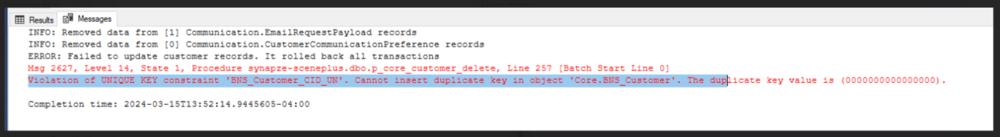 Results Messages
INFO: Removed data from [1] Communication.EmailRequestPayload records
INFO: Removed data from [0] Communication.CustomerCommunicationPreference records
ERROR: Failed to update customer records. It rolled back all transactions
Msg 2627, Level 14, State 1, Procedure synapze-sceneplus.dbo.p_core_customer_delete, Line 257 [Batch Start Line 0]
Violation of UNIQUE KEY constraint 'BNS_Customer_CID_UN'. Cannot insert duplicate key in object 'Core.BNS_Customer'. The duplicate key value is (0000000000000000).
Completion time: 2024-03-15T13:52:14.9445605-04:00